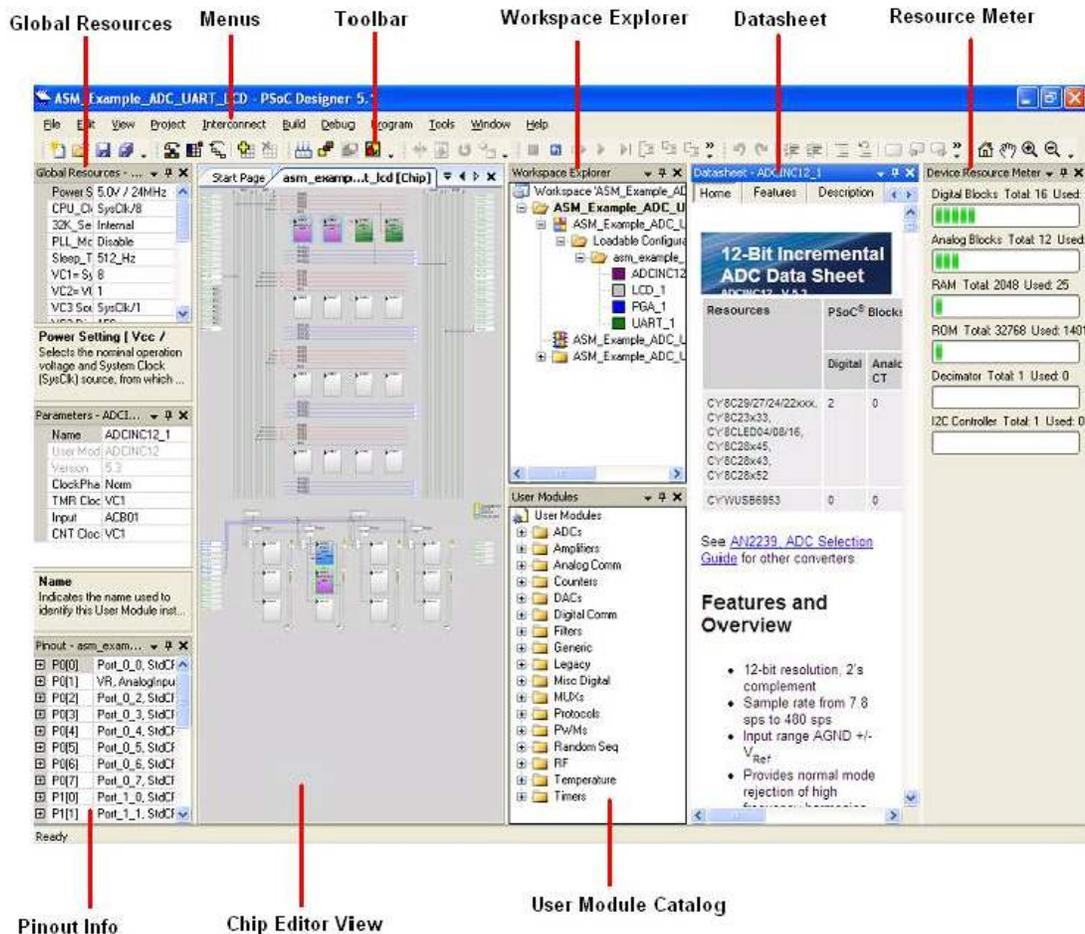 Global Resources Menus Toolbar Workspace Explorer Datasheet Resource Meter
ASM_Example_ADC_UART_LCD - PSoC Designer 5.
File Edit View Project Interconnect Build Debug Program Tools Window Help
Global Resources - ...
Power S 5.0V / 24MHz
CPU_Cl SysClk/8
32K_Se Internal
PLL_Mc Disable
Sleep_T 512_Hz
VC1= Sy 8
VC2= VC 1
VC3 Sou SysClk/1
Power Setting [ Vcc /
Selects the nominal operation
voltage and System Clock
(SysClk) source, from which ...
Parameters - ADCI...
Name ADCINC12_1
User Mod ADCINC12
Version 5.3
ClockPha Norm
TMR Cloc VC1
Input ACB01
CNT Cloc VC1
Name
Indicates the name used to
identify this User Module inst...
Pinout - asm_exam...
P0[0] Port_0_0, StdCF
P0[1] VR, AnalogInpu
P0[2] Port_0_2, StdCF
P0[3] Port_0_3, StdCF
P0[4] Port_0_4, StdCF
P0[5] Port_0_5, StdCF
P0[6] Port_0_6, StdCF
P0[7] Port_0_7, StdCF
P1[0] Port_1_0, StdCF
P1[1] Port_1_1, StdCF
Ready
Start Page asm_examp...t_lcd [Chip]
Workspace Explorer
Workspace 'ASM_Example_AD
ASM_Example_ADC_U
ASM_Example_ADC_U
Loadable Configura
asm_example_
ADCINC12
LCD_1
PGA_1
UART_1
ASM_Example_ADC_U
ASM_Example_ADC_U
User Modules
User Modules
ADCs
Amplifiers
Analog Comm
Counters
DACs
Digital Comm
Filters
Generic
Legacy
Misc Digital
MUXs
Protocols
PWMs
Random Seq
RF
Temperature
Timers
Datasheet - ADCINC12_1
Home Features Description
12-Bit Incremental
ADC Data Sheet
ADCINC12 V 5.3
Resources PSoC® Blocks
Digital Analc
CT
CY8C29/27/24/22xxx, 2 0
CY8C23x33,
CY8CLED04/08/16,
CY8C28x45,
CY8C28x43,
CY8C28x52
CYWUSB6953 0 0
See AN2239, ADC Selection
Guide for other converters
Features and
Overview
• 12-bit resolution, 2's
complement
• Sample rate from 7.8
sps to 480 sps
• Input range AGND +/-
VRef
• Provides normal mode
rejection of high
frequency harmonics
Device Resource Meter
Digital Blocks Total: 16 Used:
Analog Blocks Total: 12 Used:
RAM Total: 2048 Used: 25
ROM Total: 32768 Used: 1401
Decimator Total: 1 Used: 0
I2C Controller Total: 1 Used: 0
Pinout Info Chip Editor View User Module Catalog